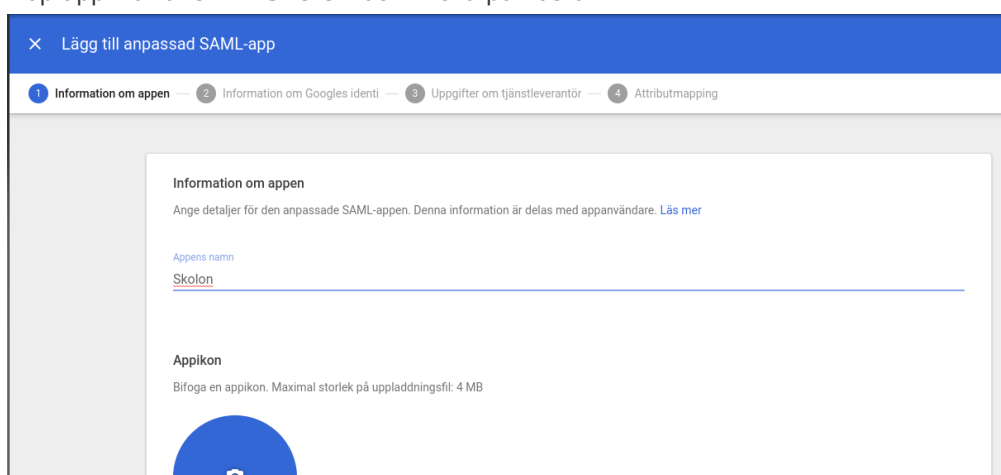 Lägg till anpassad SAML-app
1 Information om appen — 2 Information om Googles identi — 3 Uppgifter om tjänstleverantör — 4 Attributmapping
Information om appen
Ange detaljer för den anpassade SAML-appen. Denna information är delas med appanvändare. Läs mer
Appens namn
Skolon
Appikon
Bifoga en appikon. Maximal storlek på uppladdningsfil: 4 MB